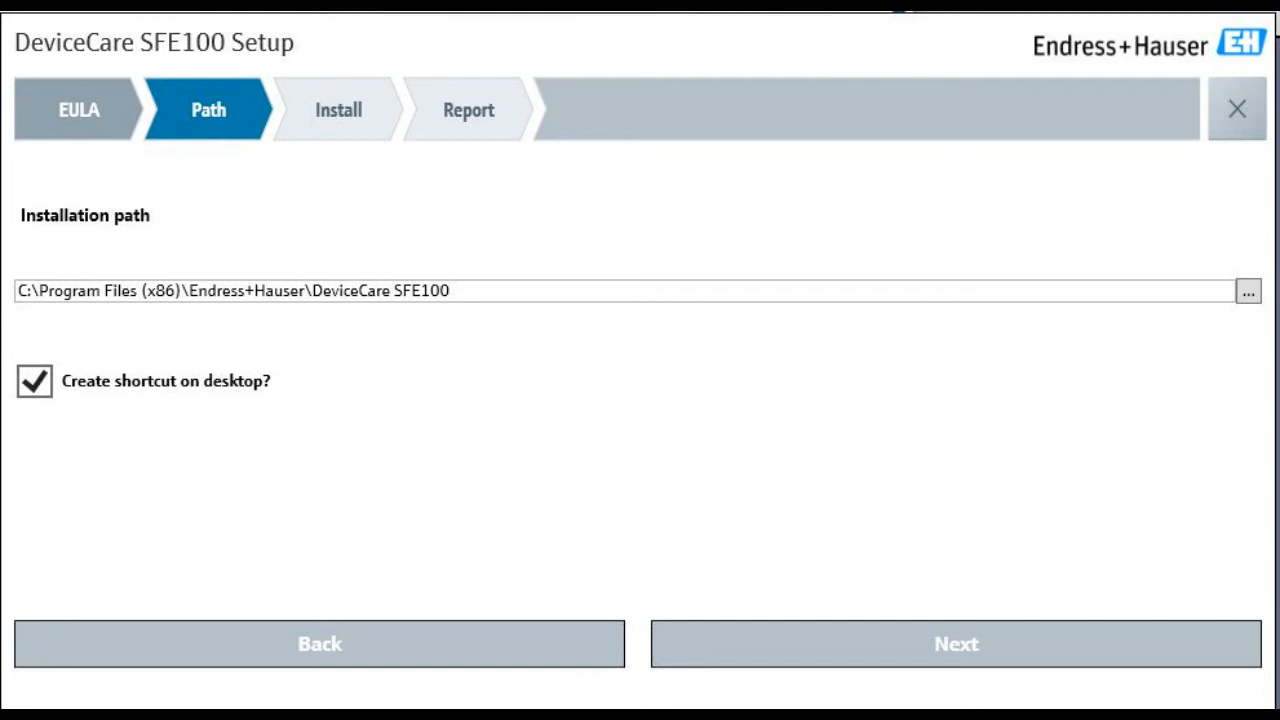 DeviceCare SFE100 Setup
Endress+Hauser EH
EULA
Path
Install
Report
Installation path
C:\Program Files (x86)\Endress+Hauser\DeviceCare SFE100
...
Create shortcut on desktop?
Back
Next